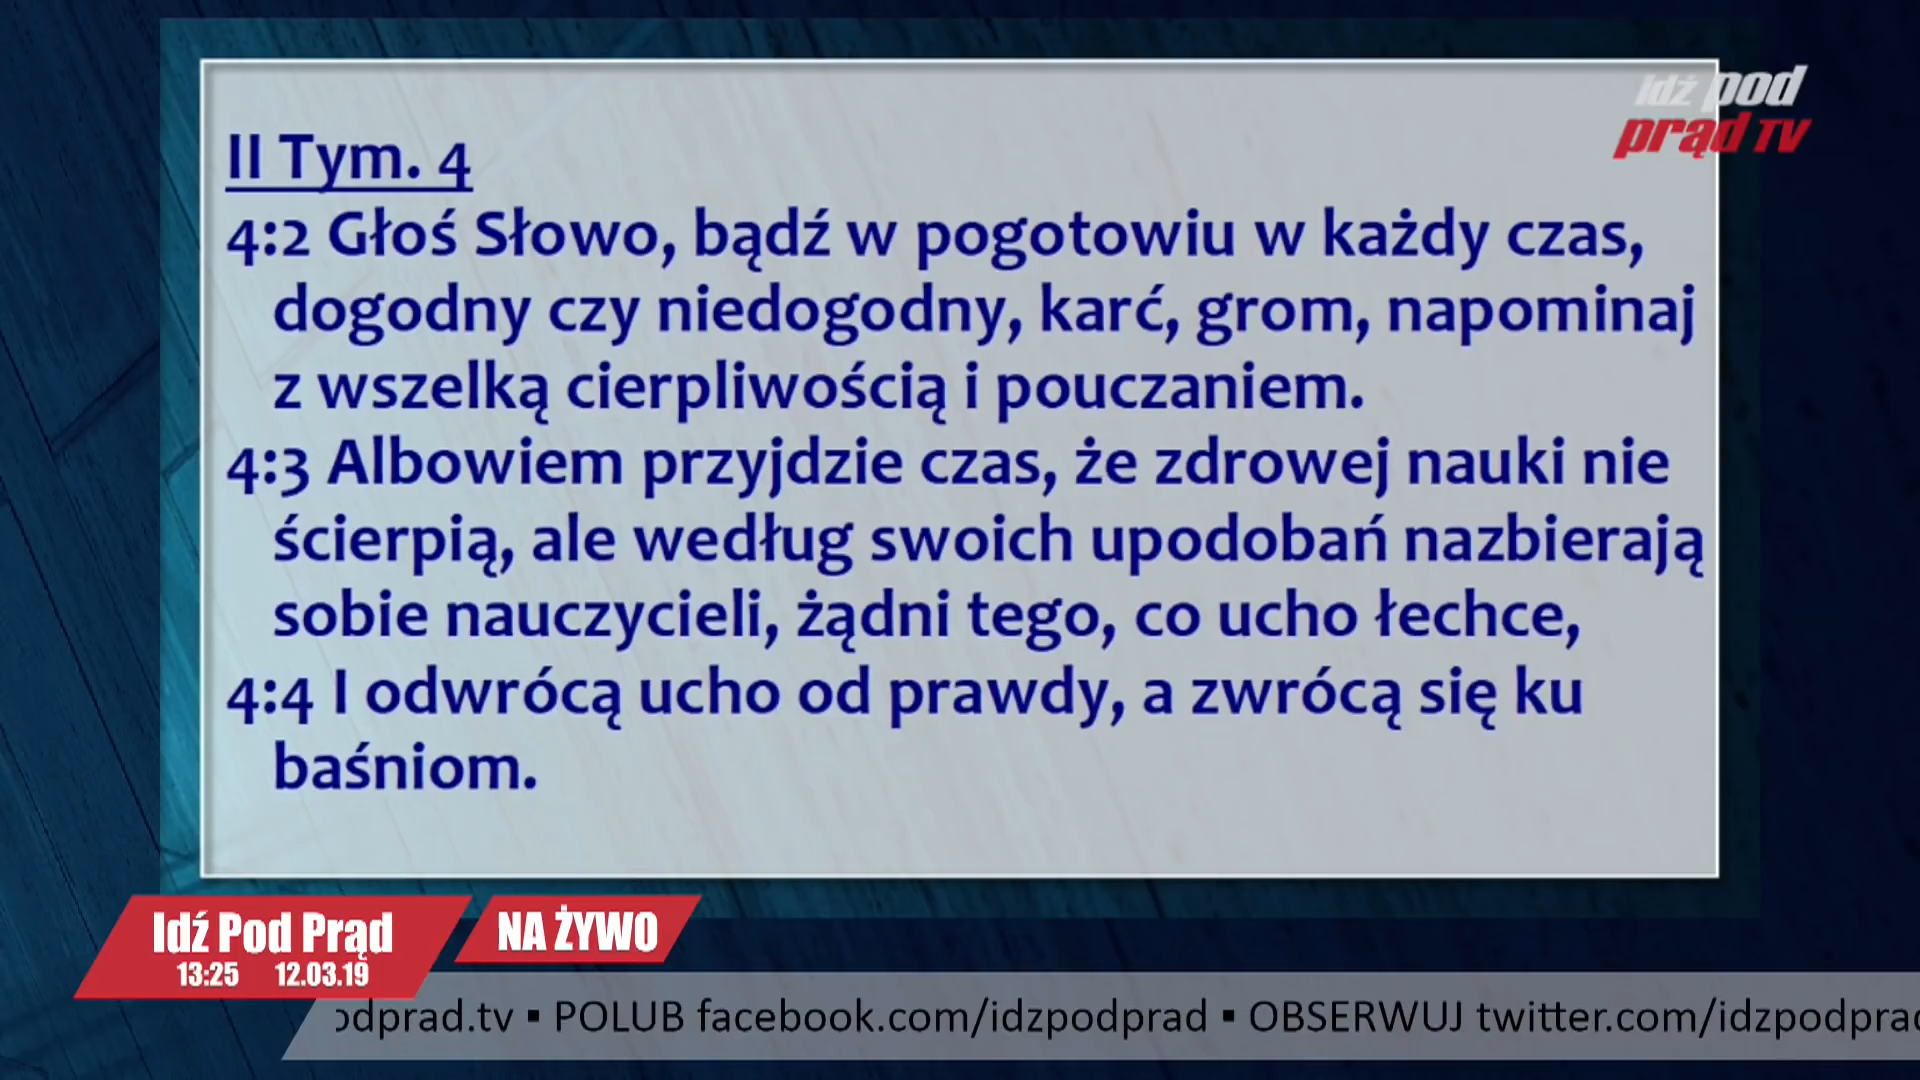 idź pod
prąd TV
II Tym. 4
4:2 Głoś Słowo, bądź w pogotowiu w każdy czas,
dogodny czy niedogodny, karć, grom, napominaj
z wszelką cierpliwością i pouczaniem.
4:3 Albowiem przyjdzie czas, że zdrowej nauki nie
ścierpią, ale według swoich upodobań nazbierają
sobie nauczycieli, żądni tego, co ucho łechce,
4:4 I odwrócą ucho od prawdy, a zwrócą się ku
baśniom.
Idź Pod Prąd
NA ŻYWO
13:25 12.03.19
odprad.tv ▪ POLUB facebook.com/idzpodprad ▪ OBSERWUJ twitter.com/idzpodprad